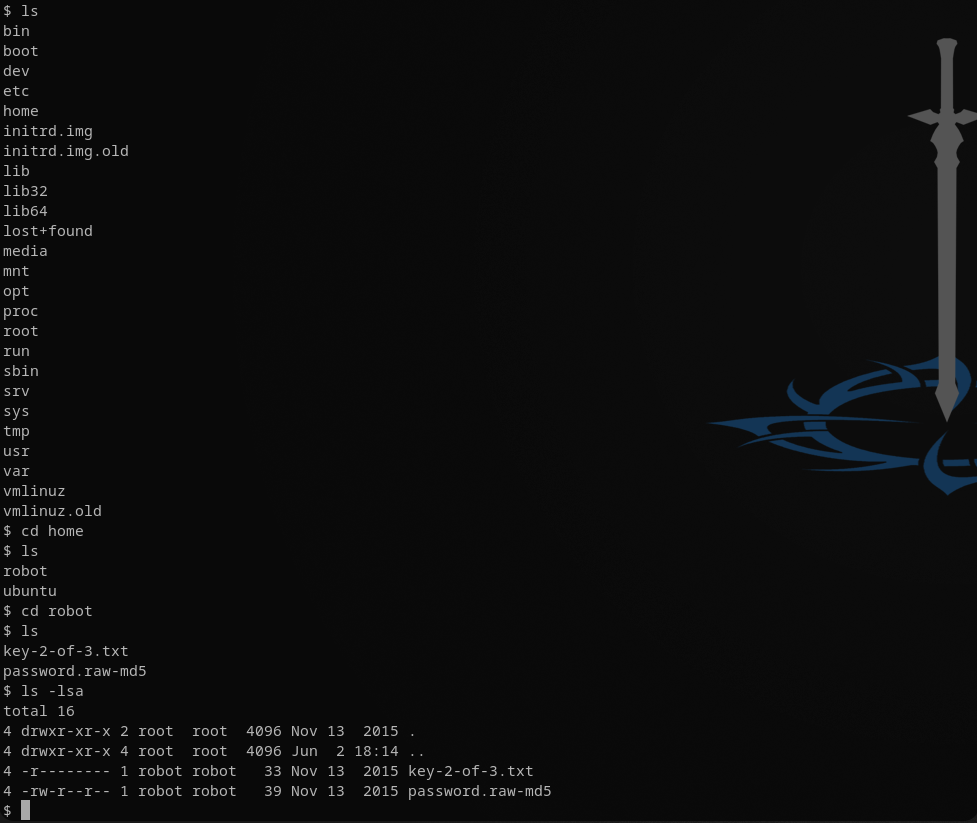 $ ls
bin
boot
dev
etc
home
initrd.img
initrd.img.old
lib
lib32
lib64
lost+found
media
mnt
opt
proc
root
run
sbin
srv
sys
tmp
usr
var
vmlinuz
vmlinuz.old
$ cd home
$ ls
robot
ubuntu
$ cd robot
$ ls
key-2-of-3.txt
password.raw-md5
$ ls -lsa
total 16
4 drwxr-xr-x 2 root  root  4096 Nov 13  2015 .
4 drwxr-xr-x 4 root  root  4096 Jun  2 18:14 ..
4 -r-------- 1 robot robot   33 Nov 13  2015 key-2-of-3.txt
4 -rw-r--r-- 1 robot robot   39 Nov 13  2015 password.raw-md5
$